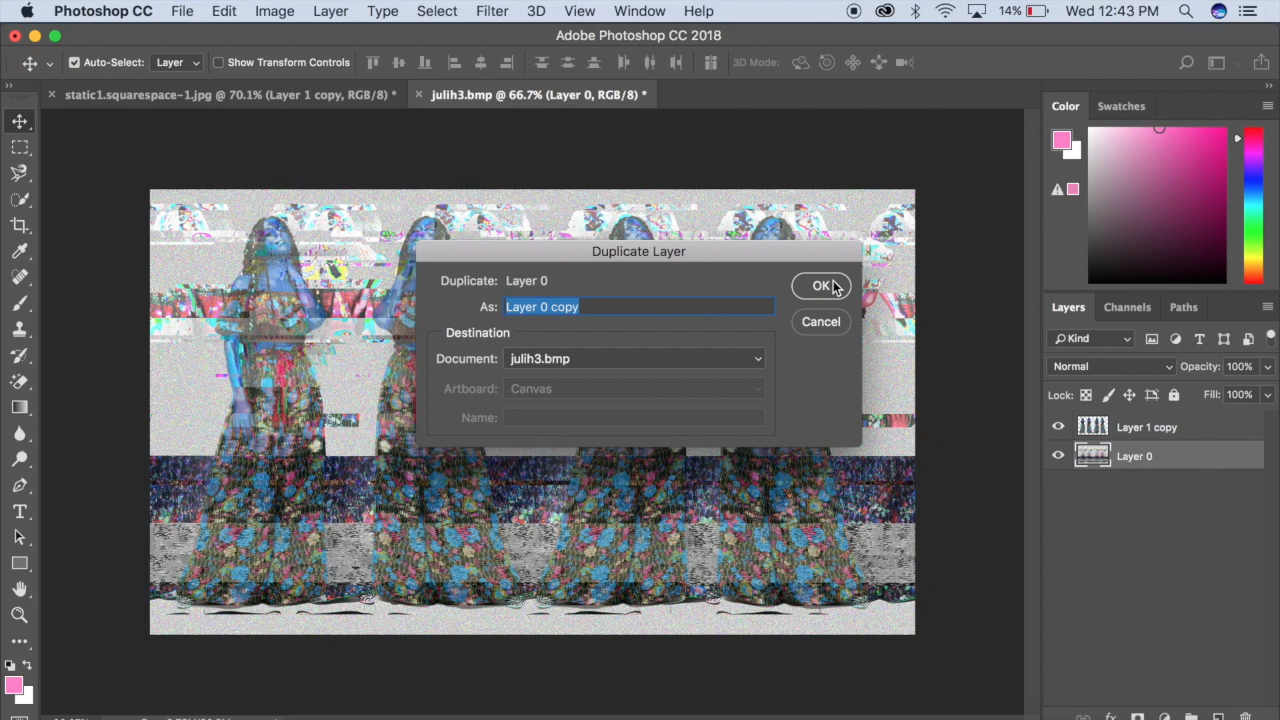 Photoshop CC File Edit Image Layer Type Select Filter 3D View Window Help 14% Wed 12:43 PM
Adobe Photoshop CC 2018
Auto-Select: Layer Show Transform Controls 3D Mode:
static1.squarespace-1.jpg @ 70.1% (Layer 1 copy, RGB/8) *
julih3.bmp @ 66.7% (Layer 0, RGB/8) *
Color Swatches
Duplicate Layer
Duplicate: Layer 0
As: Layer 0 copy
OK
Cancel
Destination
Document: julih3.bmp
Artboard: Canvas
Name:
Layers Channels Paths
Kind
Normal Opacity: 100%
Lock: Fill: 100%
Layer 1 copy
Layer 0